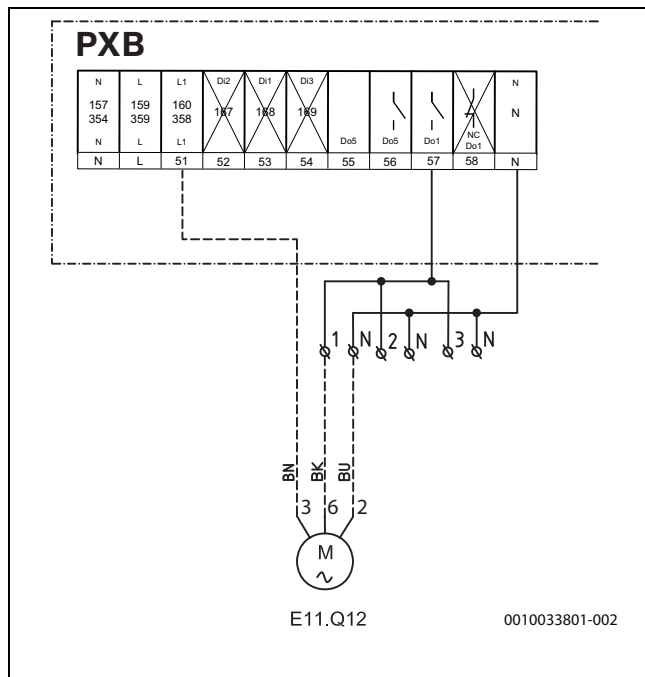 PXB
N L L1 Di2 Di1 Di3 N
157 159 160 167 168 169 N
354 359 358
NC
N L L1 Do5 Do5 Do1 Do1
N L 51 52 53 54 55 56 57 58 N
1 N 2 N 3 N
BN BK BU
3 6 2
M
~
E11.Q12 0010033801-002